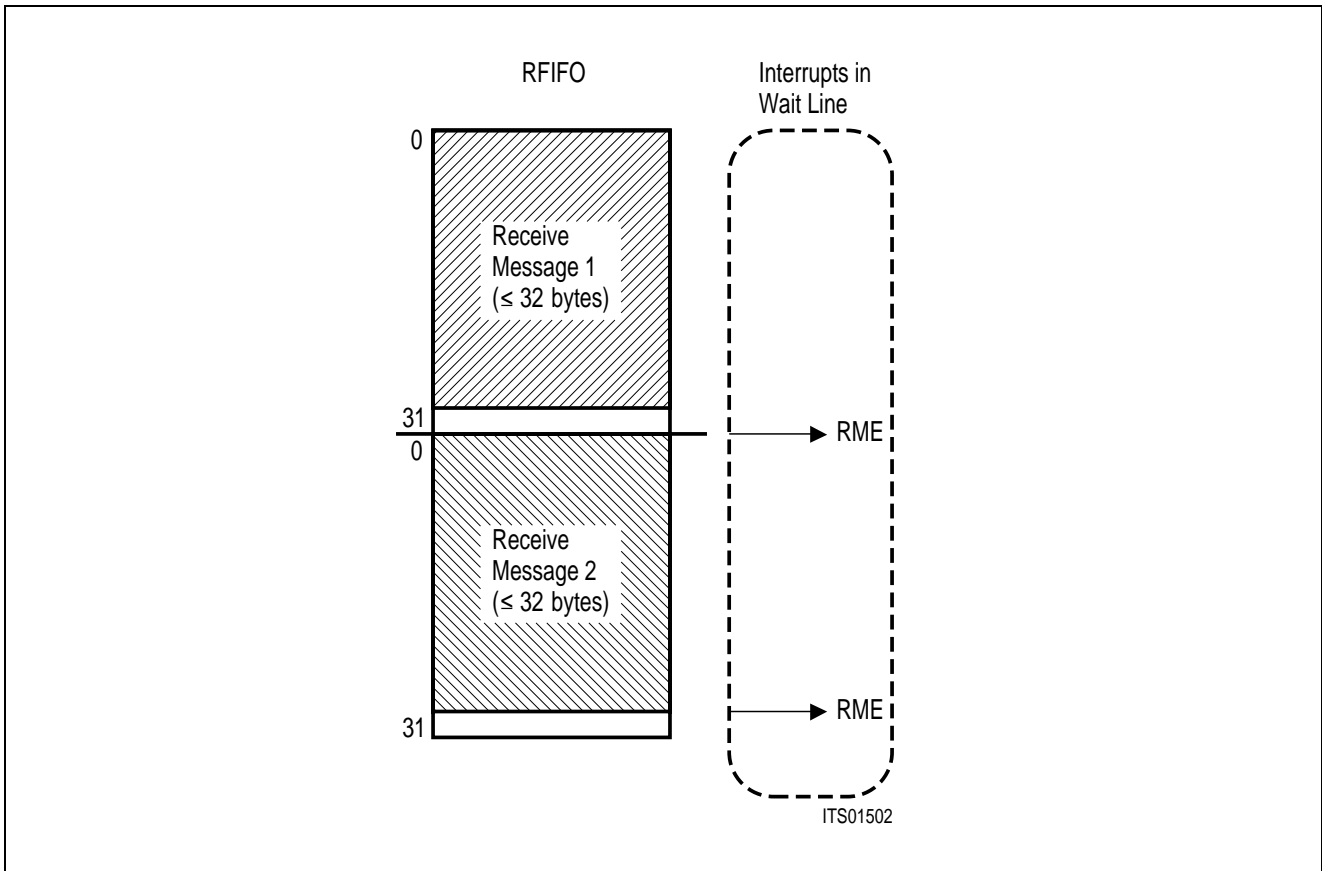 RFIFO
Interrupts in
Wait Line
0
Receive
Message 1
(≤ 32 bytes)
31
RME
0
Receive
Message 2
(≤ 32 bytes)
RME
31
ITS01502